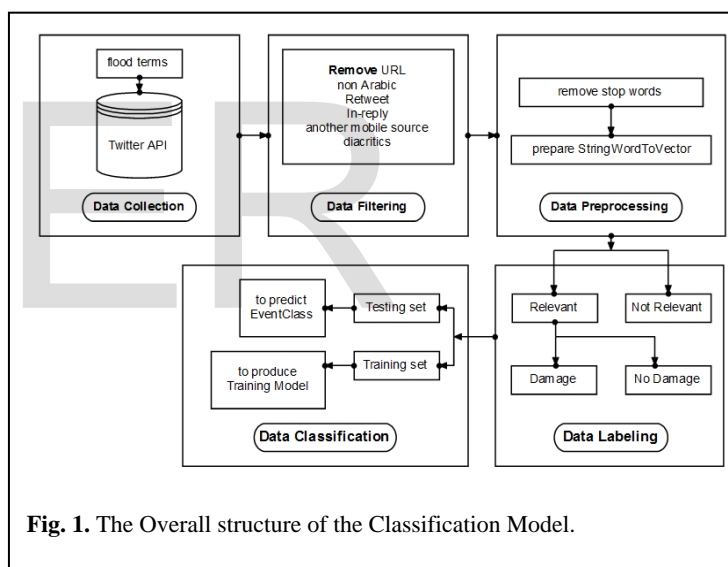 flood terms
Twitter API
Data Collection
Remove URL
non Arabic
Retweet
In-reply
another mobile source
diacritics
Data Filtering
remove stop words
prepare StringWordToVector
Data Preprocessing
to predict
EventClass
Testing set
to produce
Training Model
Training set
Data Classification
Relevant
Not Relevant
Damage
No Damage
Data Labeling
ER
Fig. 1. The Overall structure of the Classification Model.